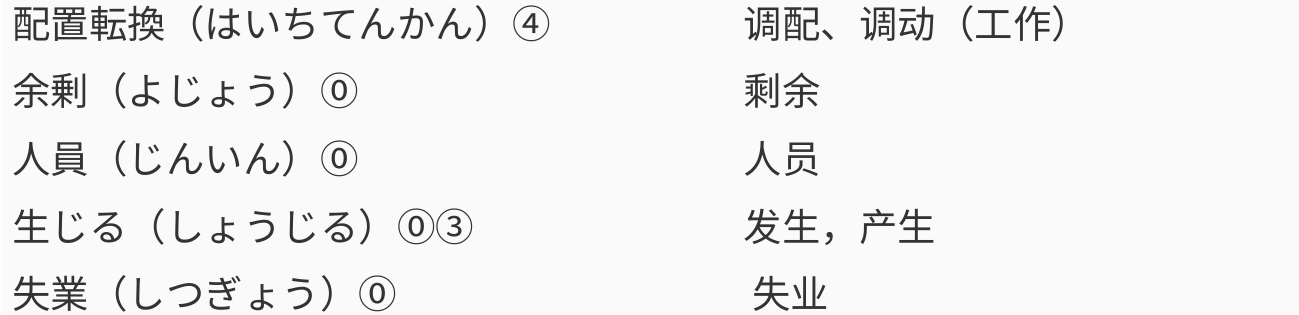 配置転換（はいちてんかん）④ 调配、调动（工作）
余剰（よじょう）⓪ 剩余
人員（じんいん）⓪ 人员
生じる（しょうじる）⓪③ 发生，产生
失業（しつぎょう）⓪ 失业